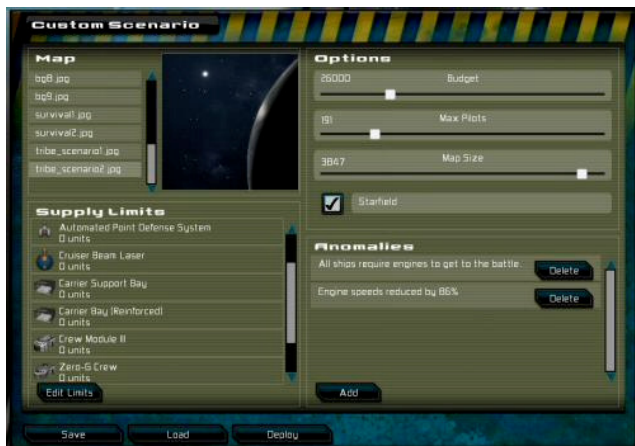 Custom Scenario
Map
bg8.jpg
bg9.jpg
survival1.jpg
survival2.jpg
tribe_scenario1.jpg
tribe_scenario2.jpg
Supply Limits
Automated Point Defense System
0 units
Cruiser Beam Laser
0 units
Carrier Support Bay
0 units
Carrier Bay (Reinforced)
0 units
Crew Module III
0 units
Zero-G Crew
0 units
Edit Limits
Options
26000 Budget
191 Max Pilots
3847 Map Size
Starfield
Anomalies
All ships require engines to get to the battle.
Delete
Engine speeds reduced by 86%
Delete
Add
Save Load Deploy